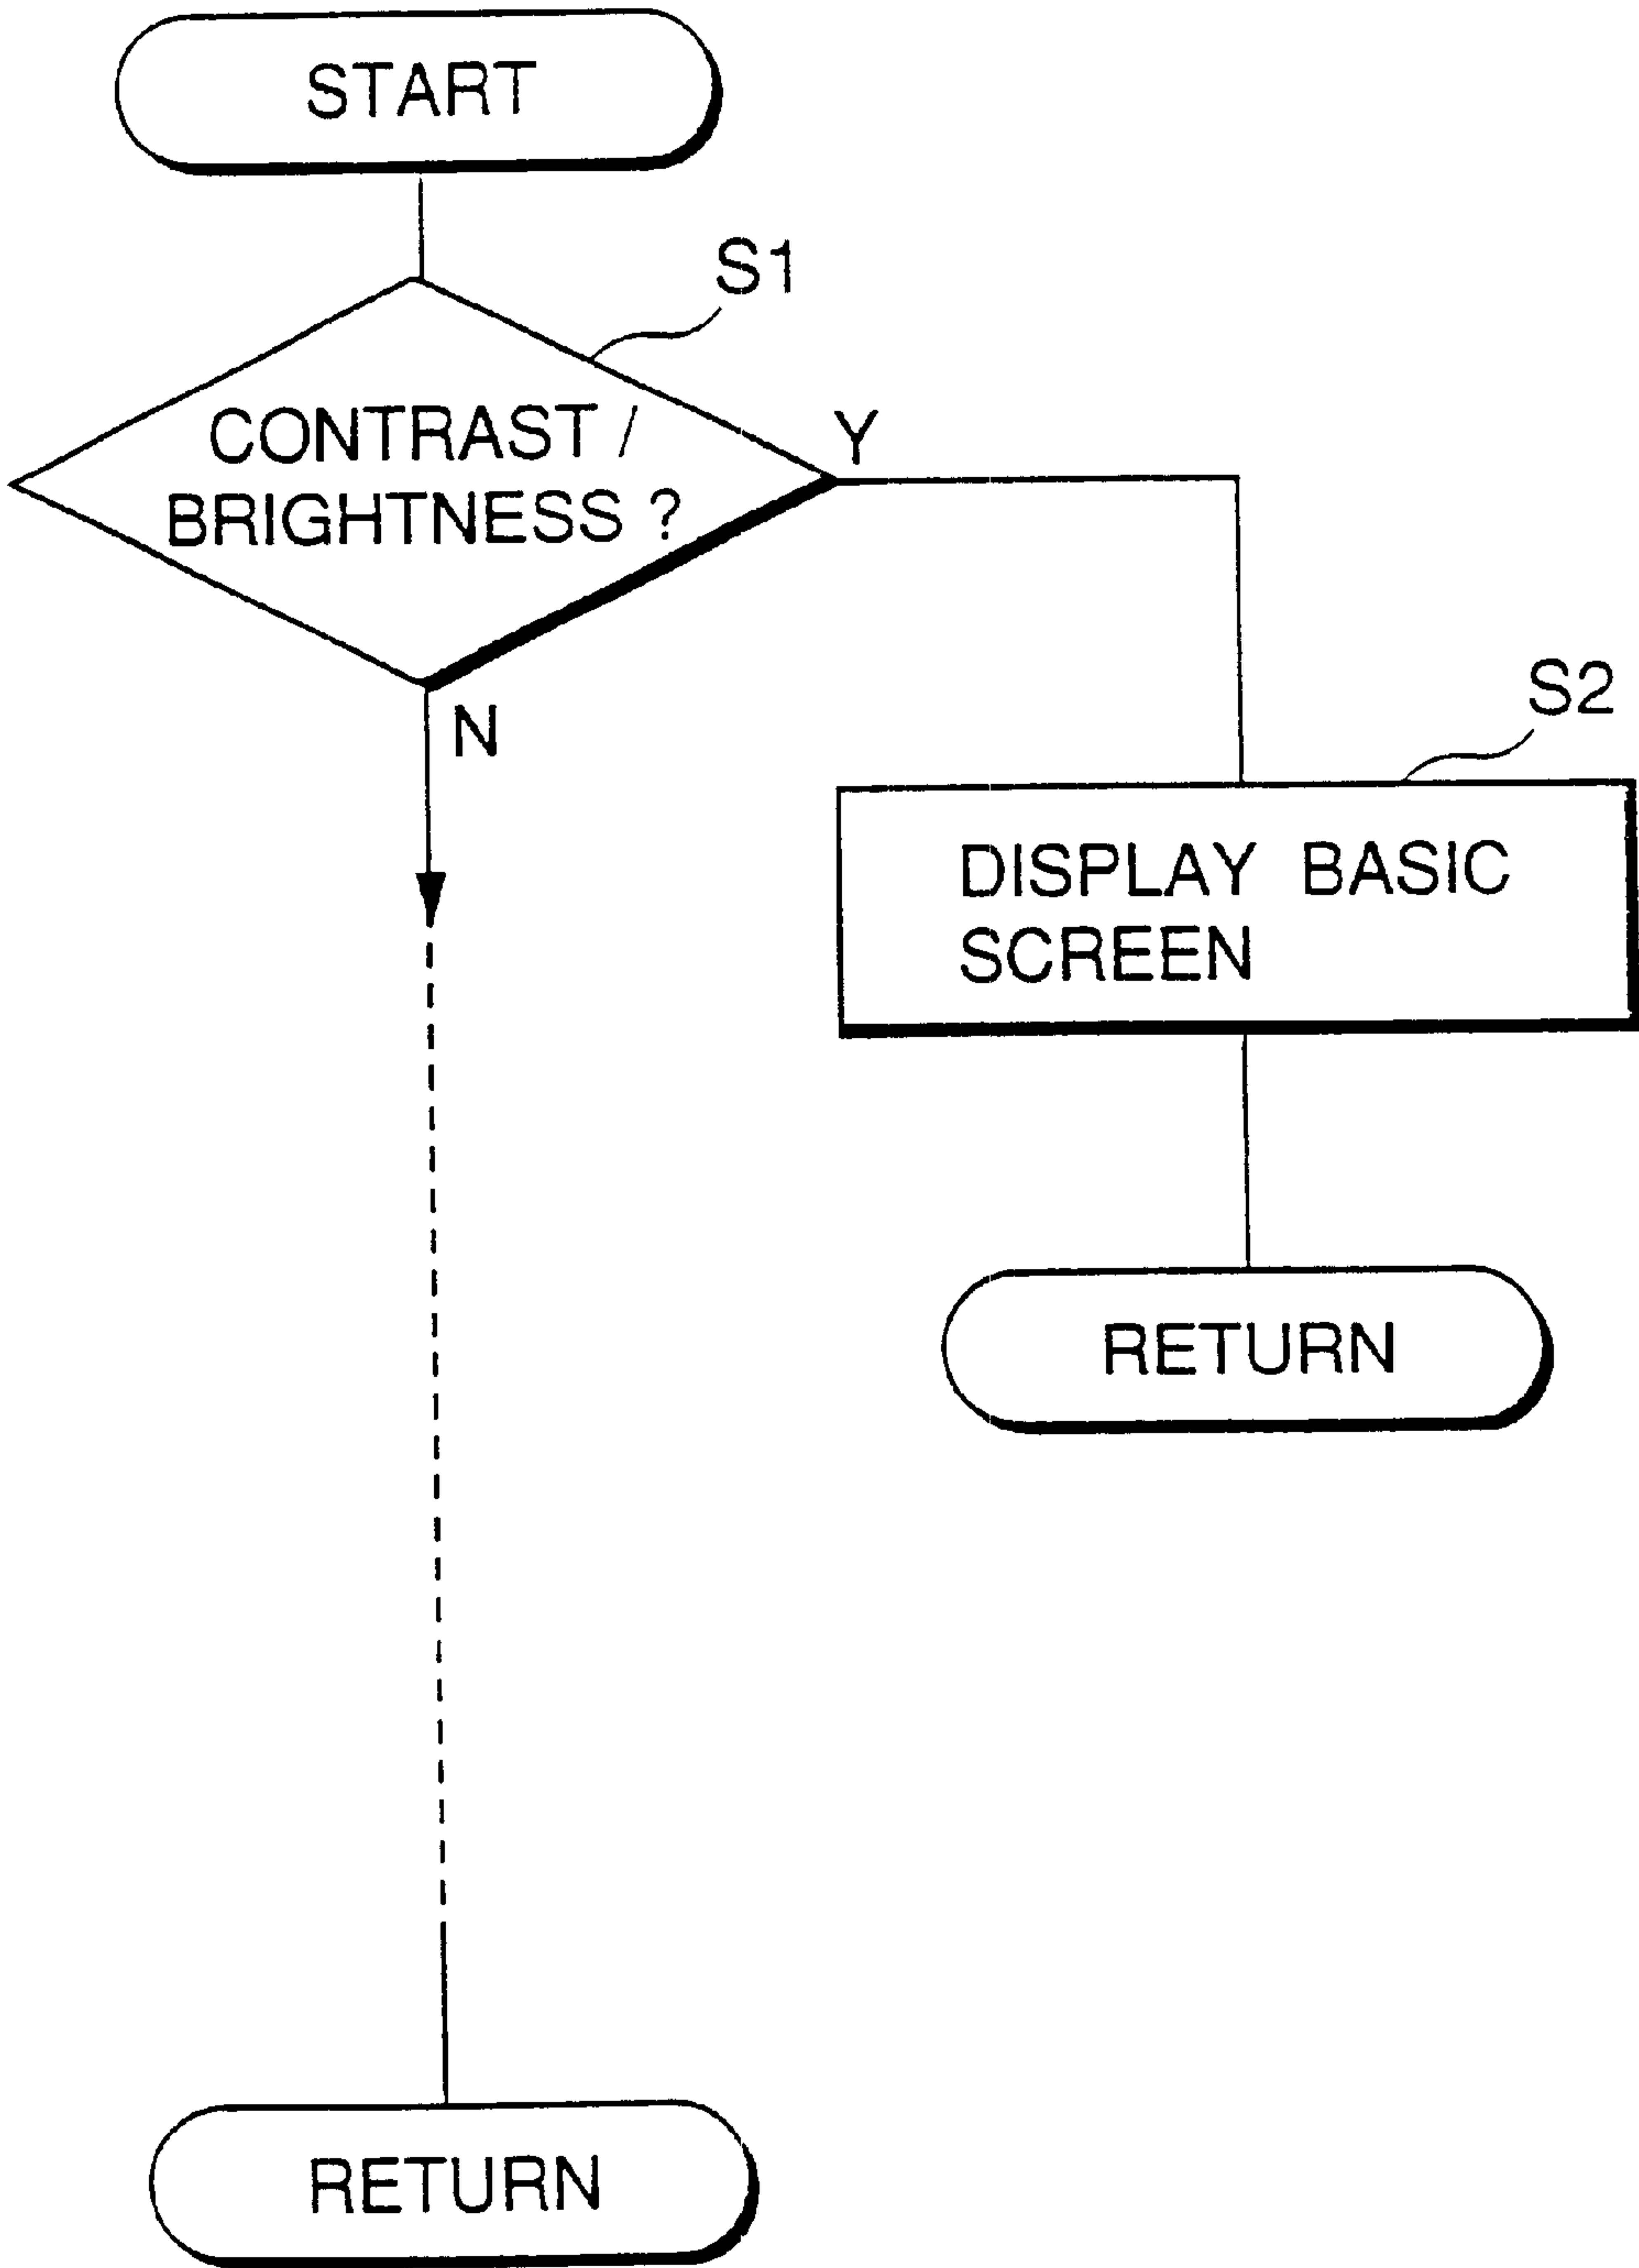 START
S1
CONTRAST /
BRIGHTNESS ?
Y
N
S2
DISPLAY BASIC
SCREEN
RETURN
RETURN